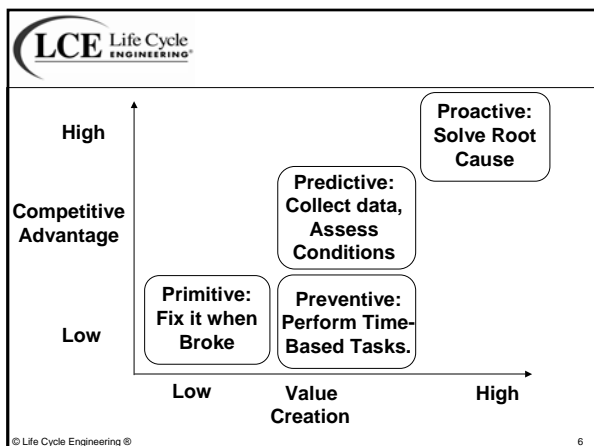 LCE Life Cycle
ENGINEERING®
High
Proactive:
Solve Root
Cause
Competitive
Advantage
Predictive:
Collect data,
Assess
Conditions
Low
Primitive:
Fix it when
Broke
Preventive:
Perform Time-
Based Tasks.
Low
Value
Creation
High
© Life Cycle Engineering ®
6